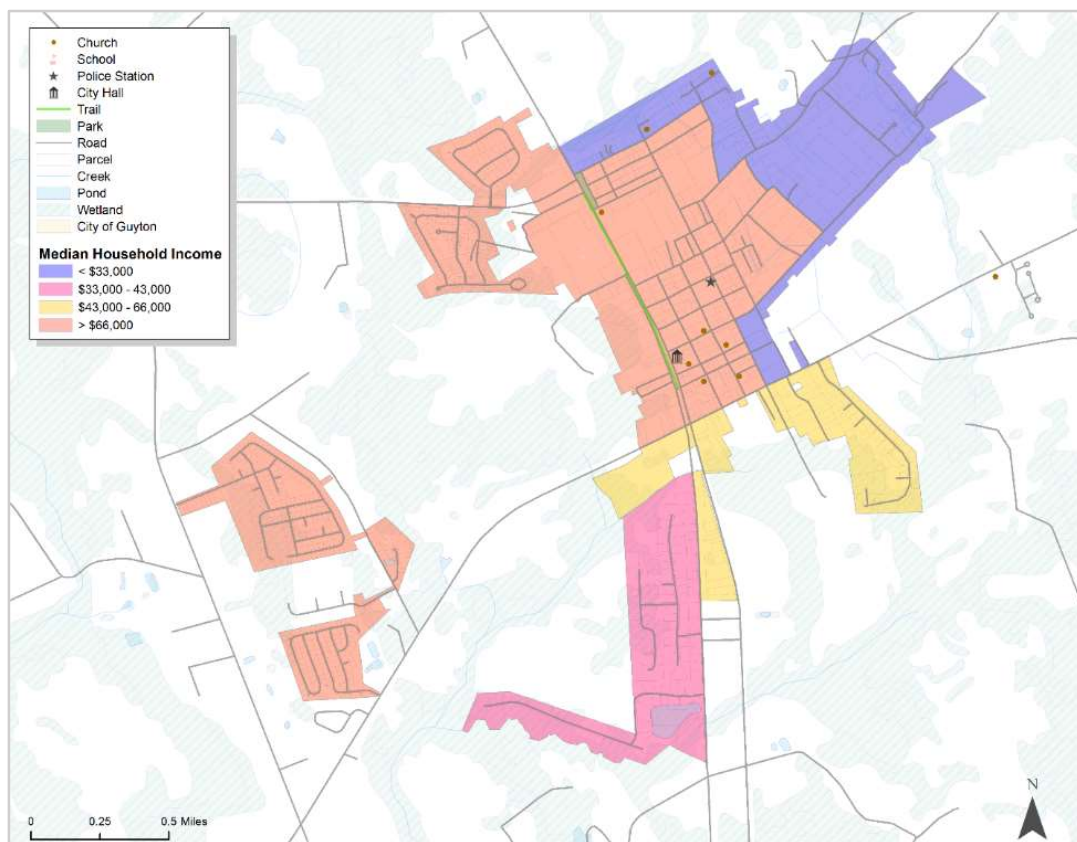 Church
School
Police Station
City Hall
Trail
Park
Road
Parcel
Creek
Pond
Wetland
City of Guyton
Median Household Income
< $33,000
$33,000 - 43,000
$43,000 - 66,000
> $66,000
N
0 0.25 0.5 Miles